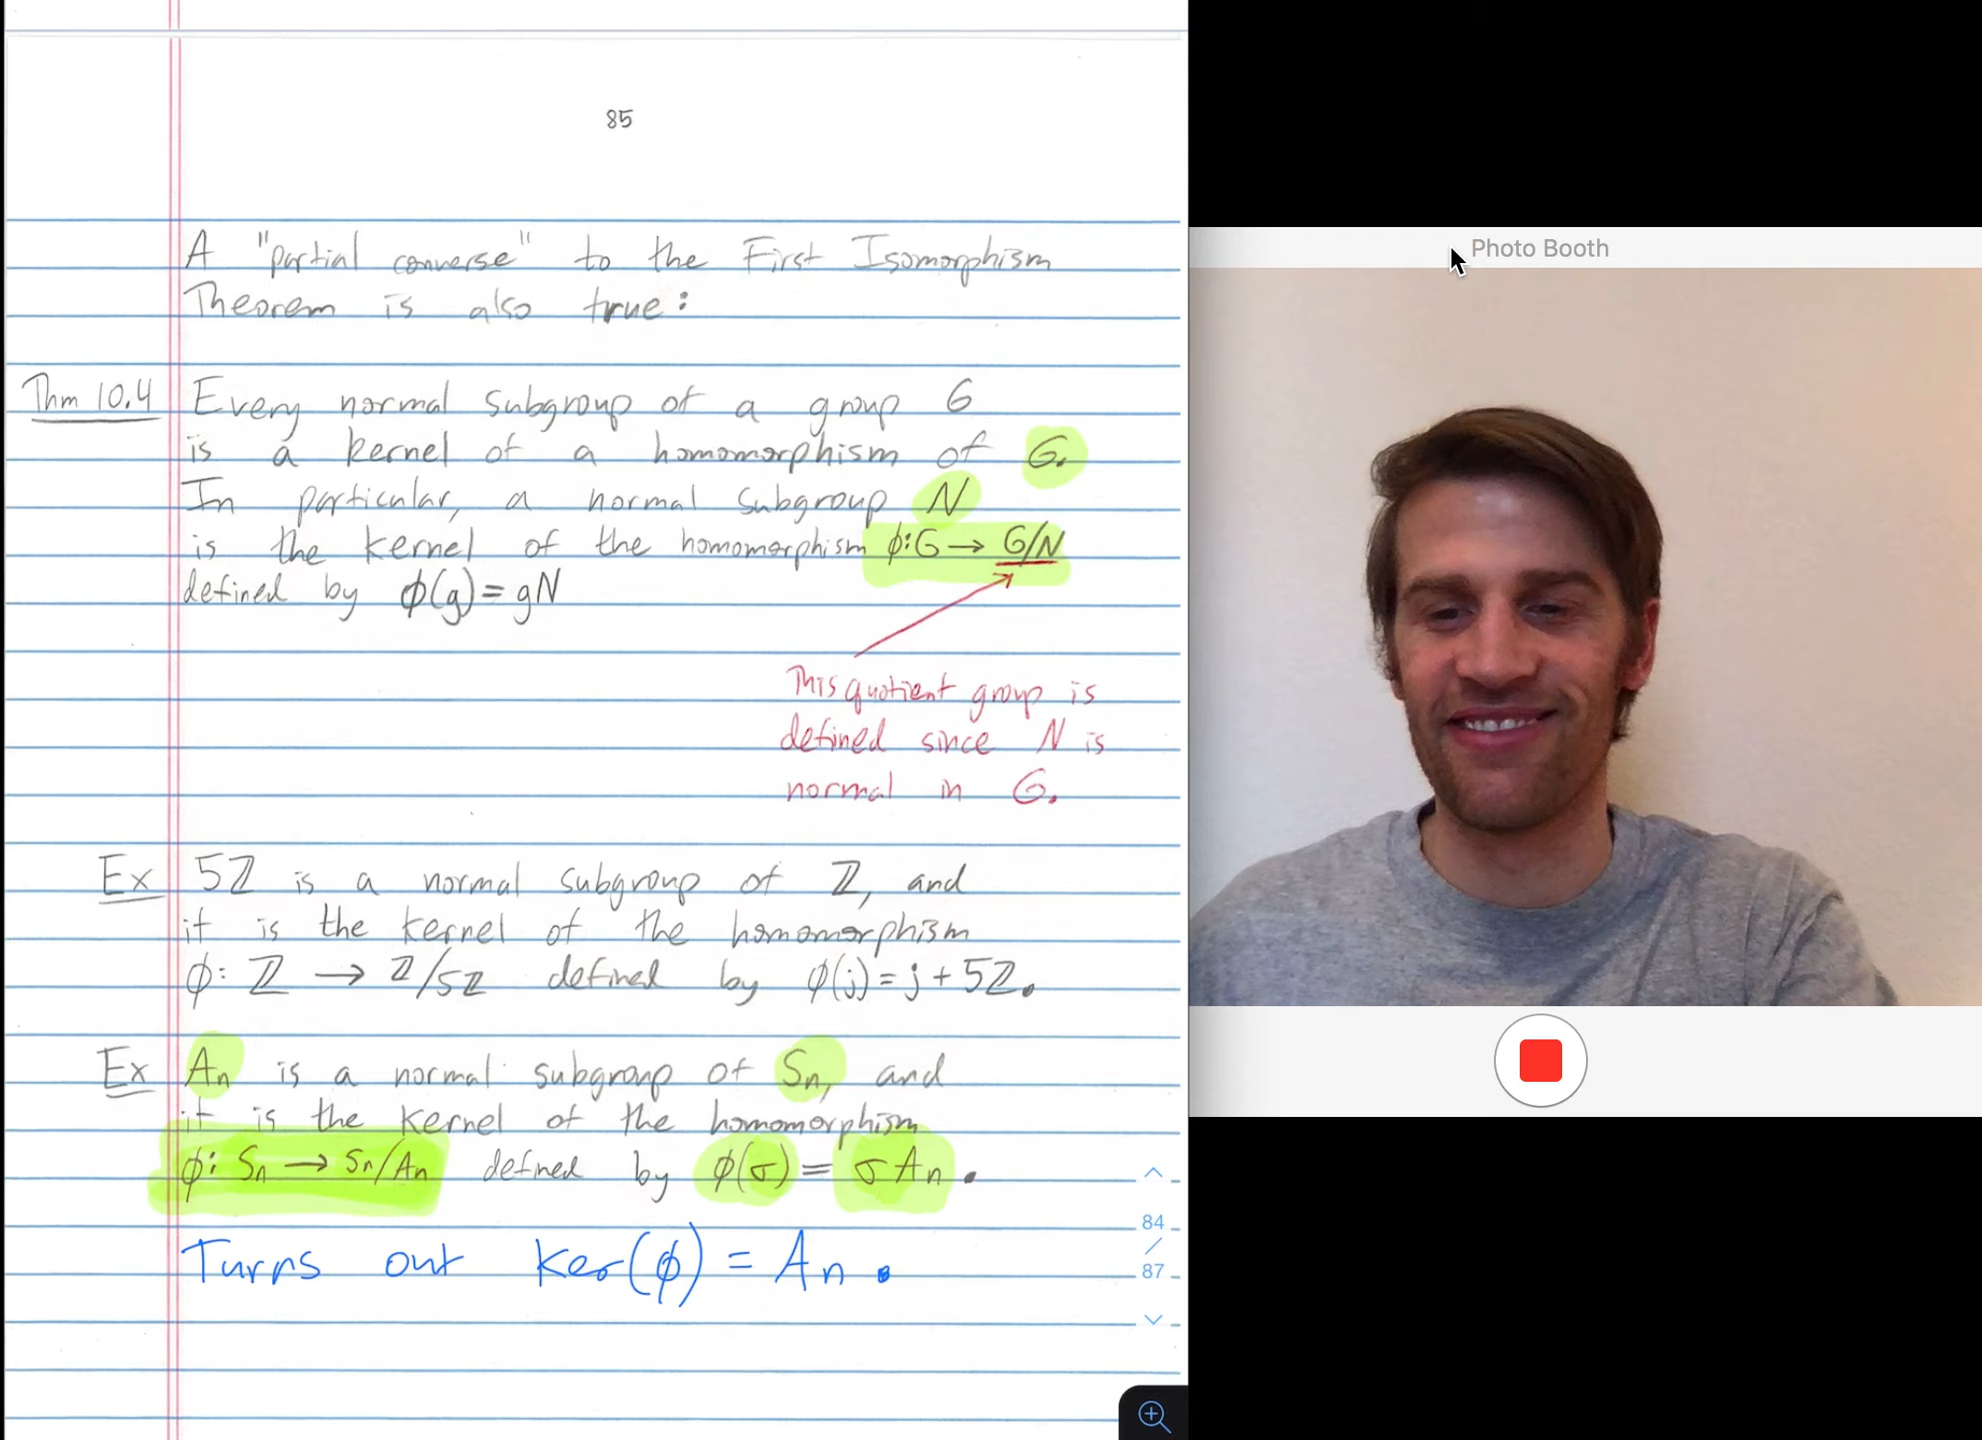 85
A "partial converse" to the First Isomorphism
Theorem is also true:
Thm 10.4 Every normal subgroup of a group G
is a kernel of a homomorphism of G.
In particular, a normal subgroup N
is the kernel of the homomorphism ϕ:G → G/N
defined by ϕ(g) = gN
This quotient group is
defined since N is
normal in G.
Ex 5ℤ is a normal subgroup of ℤ, and
it is the kernel of the homomorphism
ϕ: ℤ → ℤ/5ℤ defined by ϕ(j) = j + 5ℤ.
Ex An is a normal subgroup of Sn, and
it is the kernel of the homomorphism
ϕ: Sn → Sn/An defined by ϕ(σ) = σAn.
Turns out Ker(ϕ) = An.
84
/
87
Photo Booth